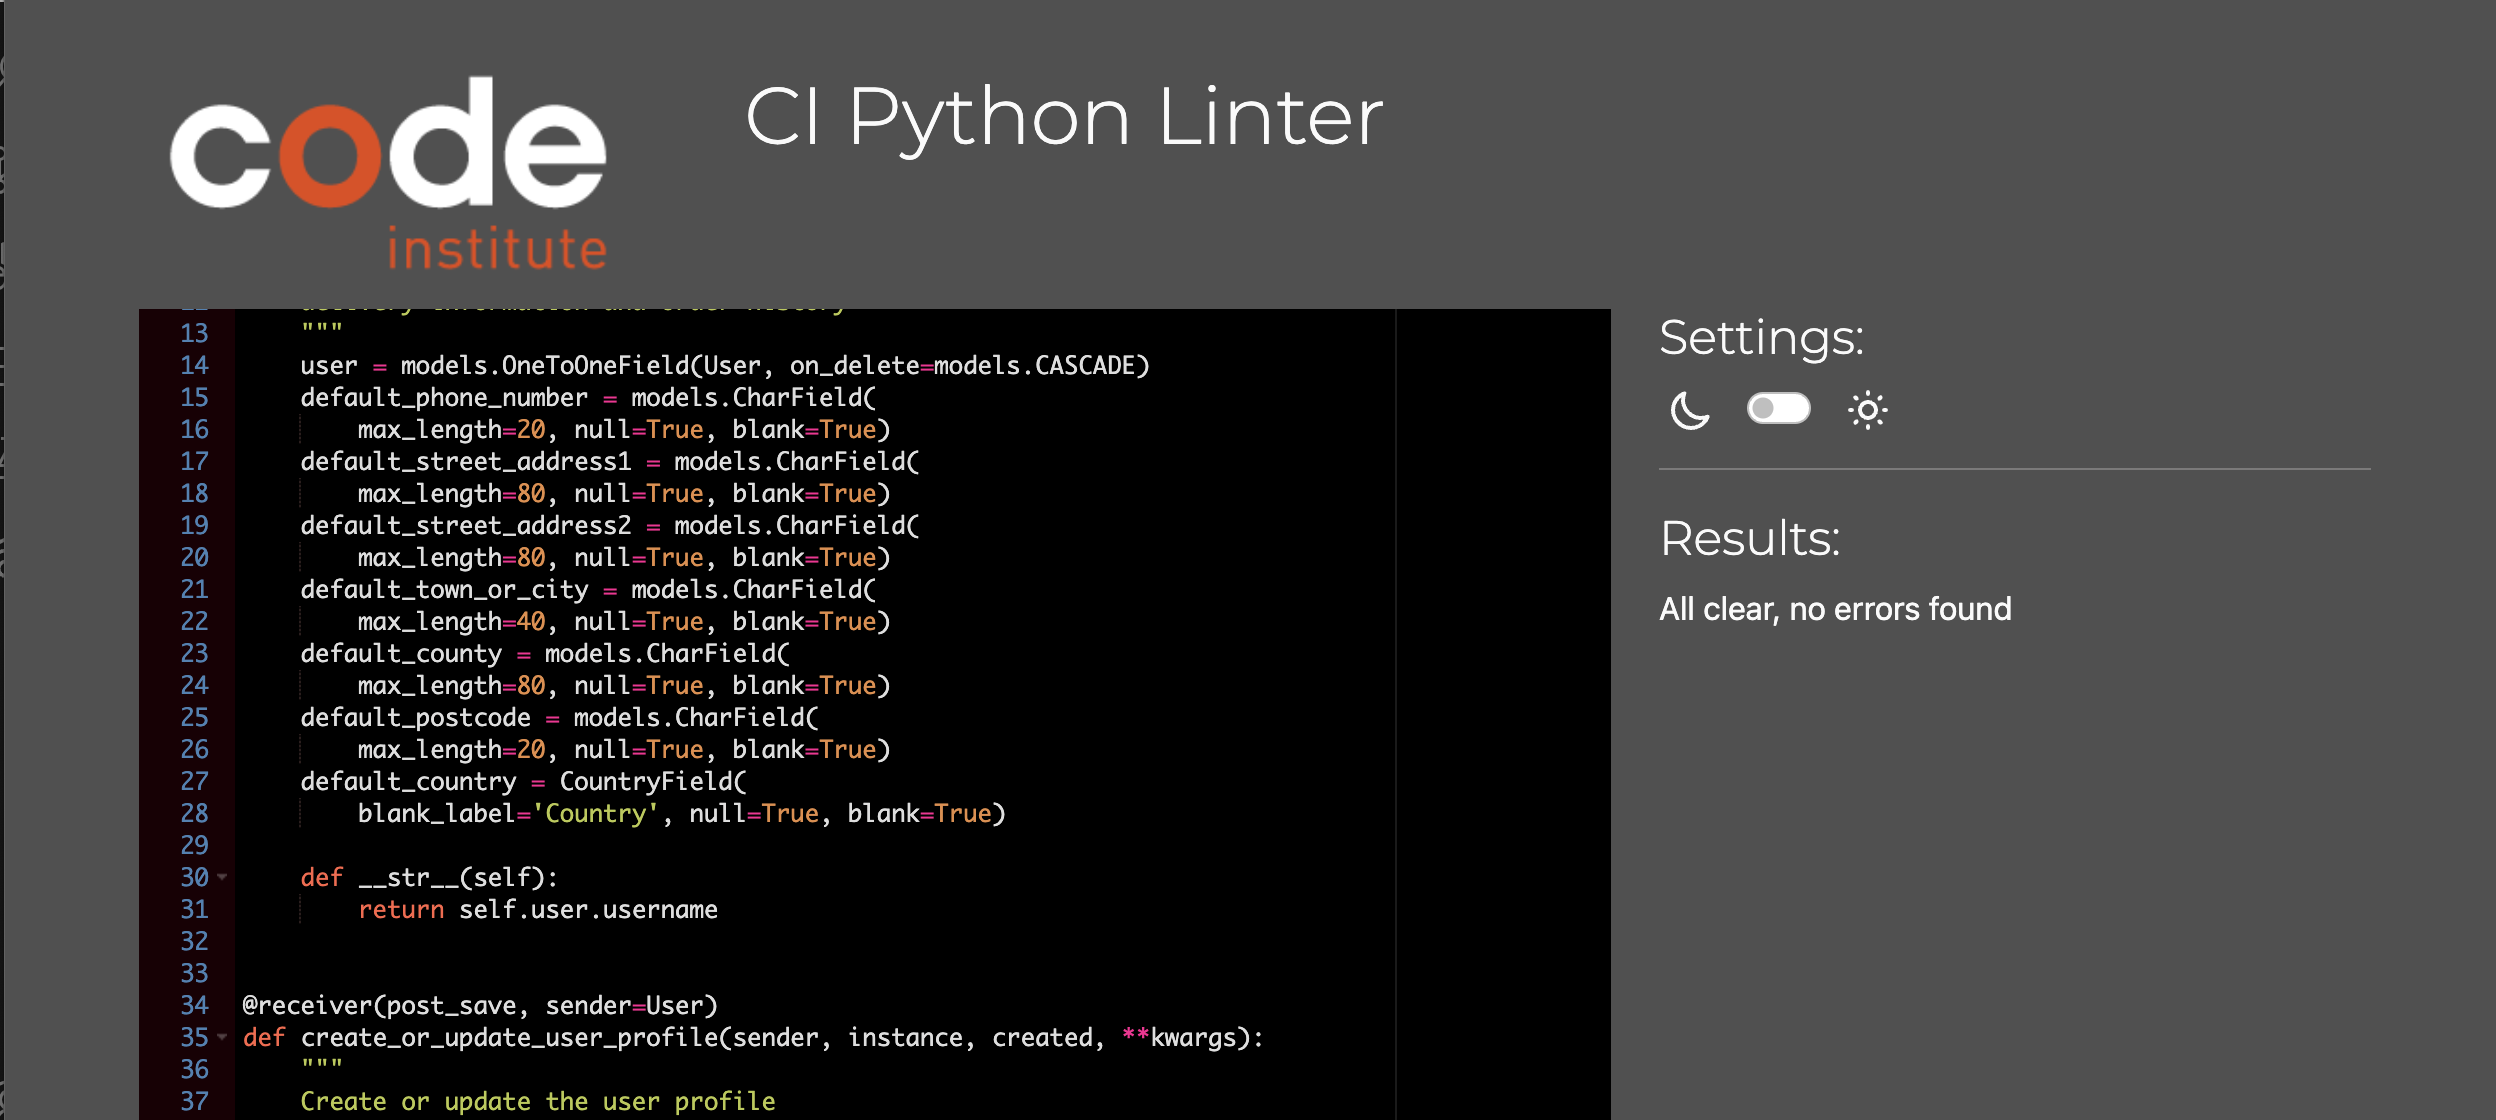 code
institute
CI Python Linter
13 """
14 user = models.OneToOneField(User, on_delete=models.CASCADE)
15 default_phone_number = models.CharField(
16 max_length=20, null=True, blank=True)
17 default_street_address1 = models.CharField(
18 max_length=80, null=True, blank=True)
19 default_street_address2 = models.CharField(
20 max_length=80, null=True, blank=True)
21 default_town_or_city = models.CharField(
22 max_length=40, null=True, blank=True)
23 default_county = models.CharField(
24 max_length=80, null=True, blank=True)
25 default_postcode = models.CharField(
26 max_length=20, null=True, blank=True)
27 default_country = CountryField(
28 blank_label='Country', null=True, blank=True)
29
30 def __str__(self):
31 return self.user.username
32
33
34 @receiver(post_save, sender=User)
35 def create_or_update_user_profile(sender, instance, created, **kwargs):
36 """
37 Create or update the user profile
Settings:
Results:
All clear, no errors found